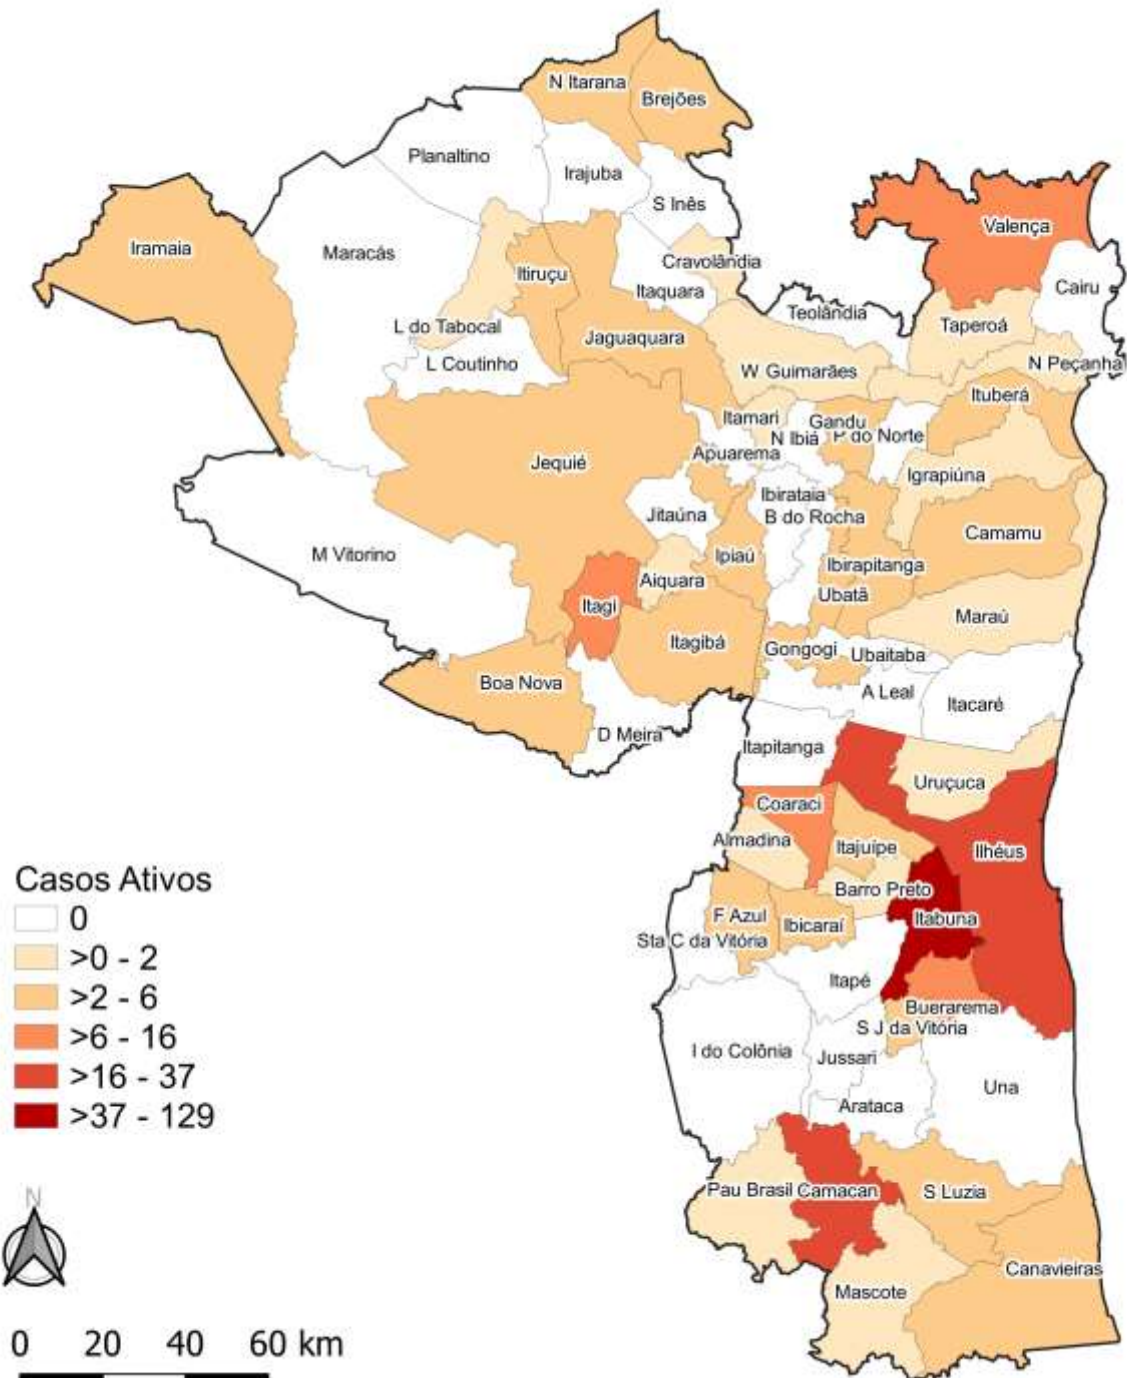 N Itarana
Brejões
Planaltino
Irajuba
S Inês
Valença
Iramaia
Maracás
Cravolândia
Itiruçu
Itaquara
Cairu
Teolândia
L do Tabocal
Jaguaquara
Taperoá
L Coutinho
W Guimarães
N Peçanha
Ituberá
Itamari
Gandu
N Ibiá
P do Norte
Apuarema
Jequié
Igrapiúna
Ibirataia
Jitaúna
B do Rocha
Camamu
M Vitorino
Ipiaú
Ibirapitanga
Aiquara
Ubatã
Itagi
Maraú
Itagibá
Gongogi
Ubaitaba
Boa Nova
A Leal
Itacaré
D Meira
Itapitanga
Uruçuca
Coaraci
Almadina
Itajuípe
Ilhéus
Barro Preto
F Azul
Ibicaraí
Itabuna
Sta C da Vitória
Itapé
Buerarema
S J da Vitória
I do Colônia
Jussari
Una
Arataca
Pau Brasil
Camacan
S Luzia
Canavieiras
Mascote
Casos Ativos
0
>0 - 2
>2 - 6
>6 - 16
>16 - 37
>37 - 129
N
0 20 40 60 km